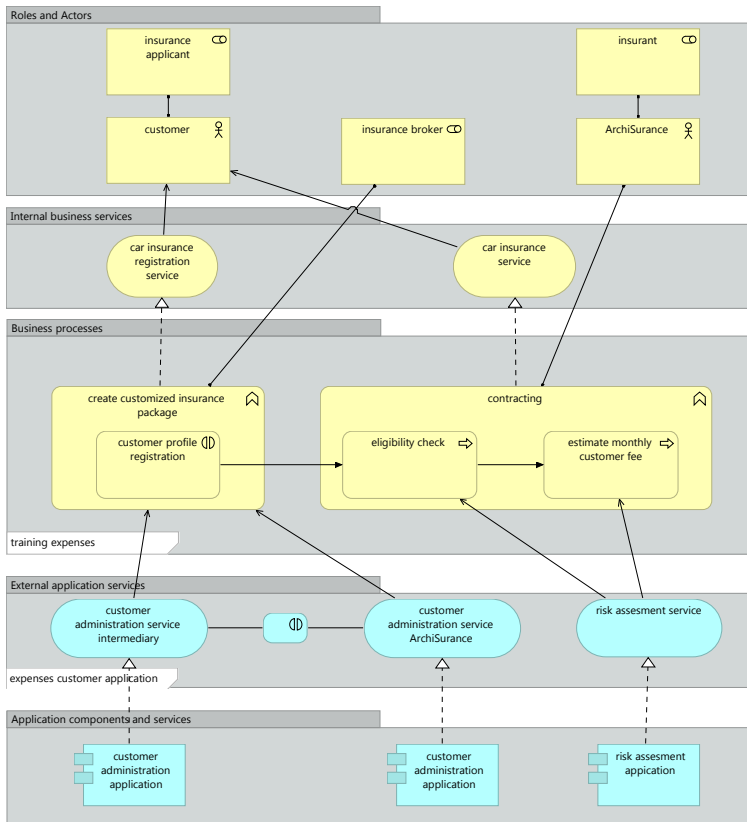 Roles and Actors
insurance
applicant
insurant
customer
insurance broker
ArchiSurance
Internal business services
car insurance
registration
service
car insurance
service
Business processes
create customized insurance
package
contracting
customer profile
registration
eligibility check
estimate monthly
customer fee
training expenses
External application services
customer
administration service
intermediary
customer
administration service
ArchiSurance
risk assesment service
expenses customer application
Application components and services
customer
administration
application
customer
administration
application
risk assesment
appication